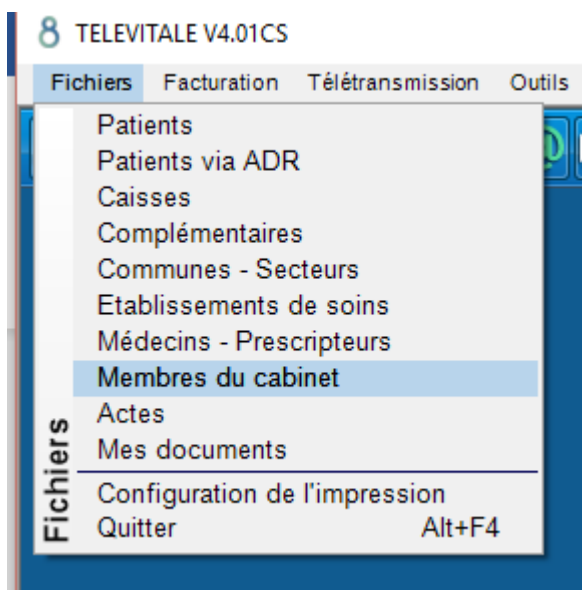 8 TELEVITALE V4.01CS
Fichiers Facturation Télétransmission Outils
Patients
Patients via ADR
Caisses
Complémentaires
Communes - Secteurs
Etablissements de soins
Médecins - Prescripteurs
Membres du cabinet
Actes
Mes documents
Configuration de l'impression
Quitter Alt+F4
Fichiers
@